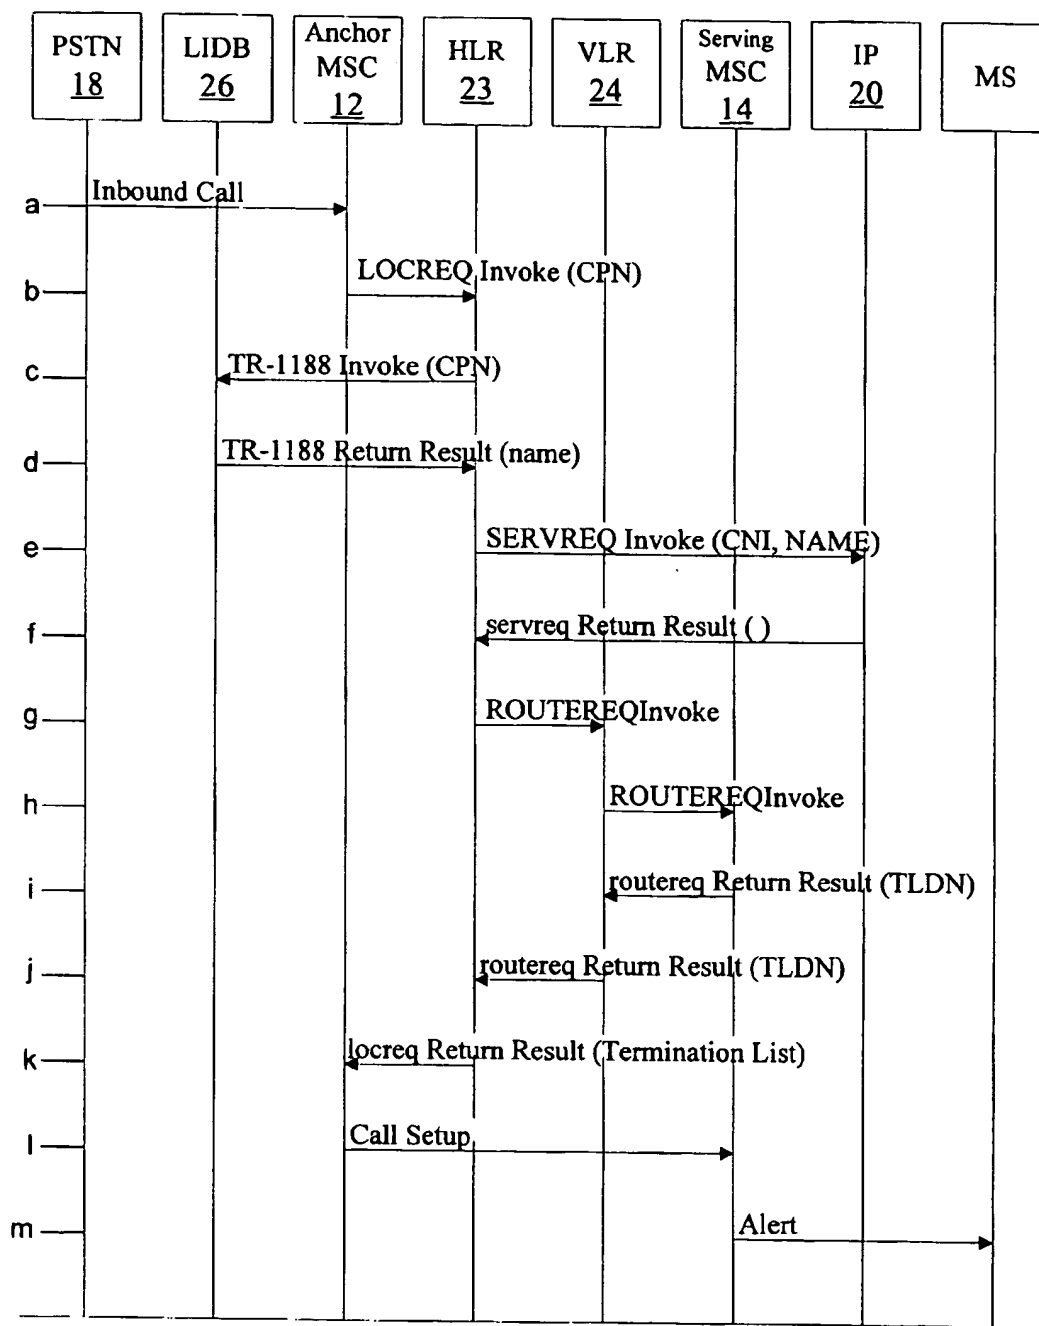 PSTN
18
LIDB
26
Anchor
MSC
12
HLR
23
VLR
24
Serving
MSC
14
IP
20
MS
a
Inbound Call
b
LOCREQ Invoke (CPN)
c
TR-1188 Invoke (CPN)
d
TR-1188 Return Result (name)
e
SERVREQ Invoke (CNI, NAME)
f
servreq Return Result ( )
g
ROUTEREQInvoke
h
ROUTEREQInvoke
i
routereq Return Result (TLDN)
j
routereq Return Result (TLDN)
k
locreq Return Result (Termination List)
l
Call Setup
m
Alert